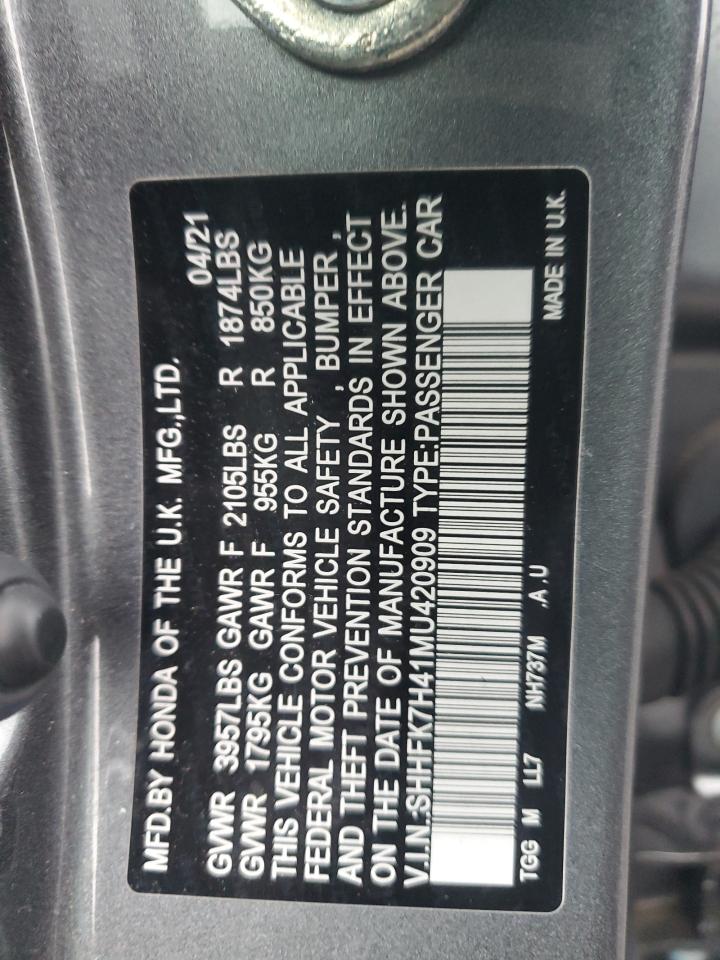 MFD.BY HONDA OF THE U.K. MFG.,LTD. 04/21
GVWR 3957LBS GAWR F 2105LBS R 1874LBS
GVWR 1795KG GAWR F 955KG R 850KG
THIS VEHICLE CONFORMS TO ALL APPLICABLE
FEDERAL MOTOR VEHICLE SAFETY , BUMPER ,
AND THEFT PREVENTION STANDARDS IN EFFECT
ON THE DATE OF MANUFACTURE SHOWN ABOVE.
V.I.N.:SHHFK7H41MU420909 TYPE:PASSENGER CAR
TGG M LL7 NH737M .A .U MADE IN U.K.